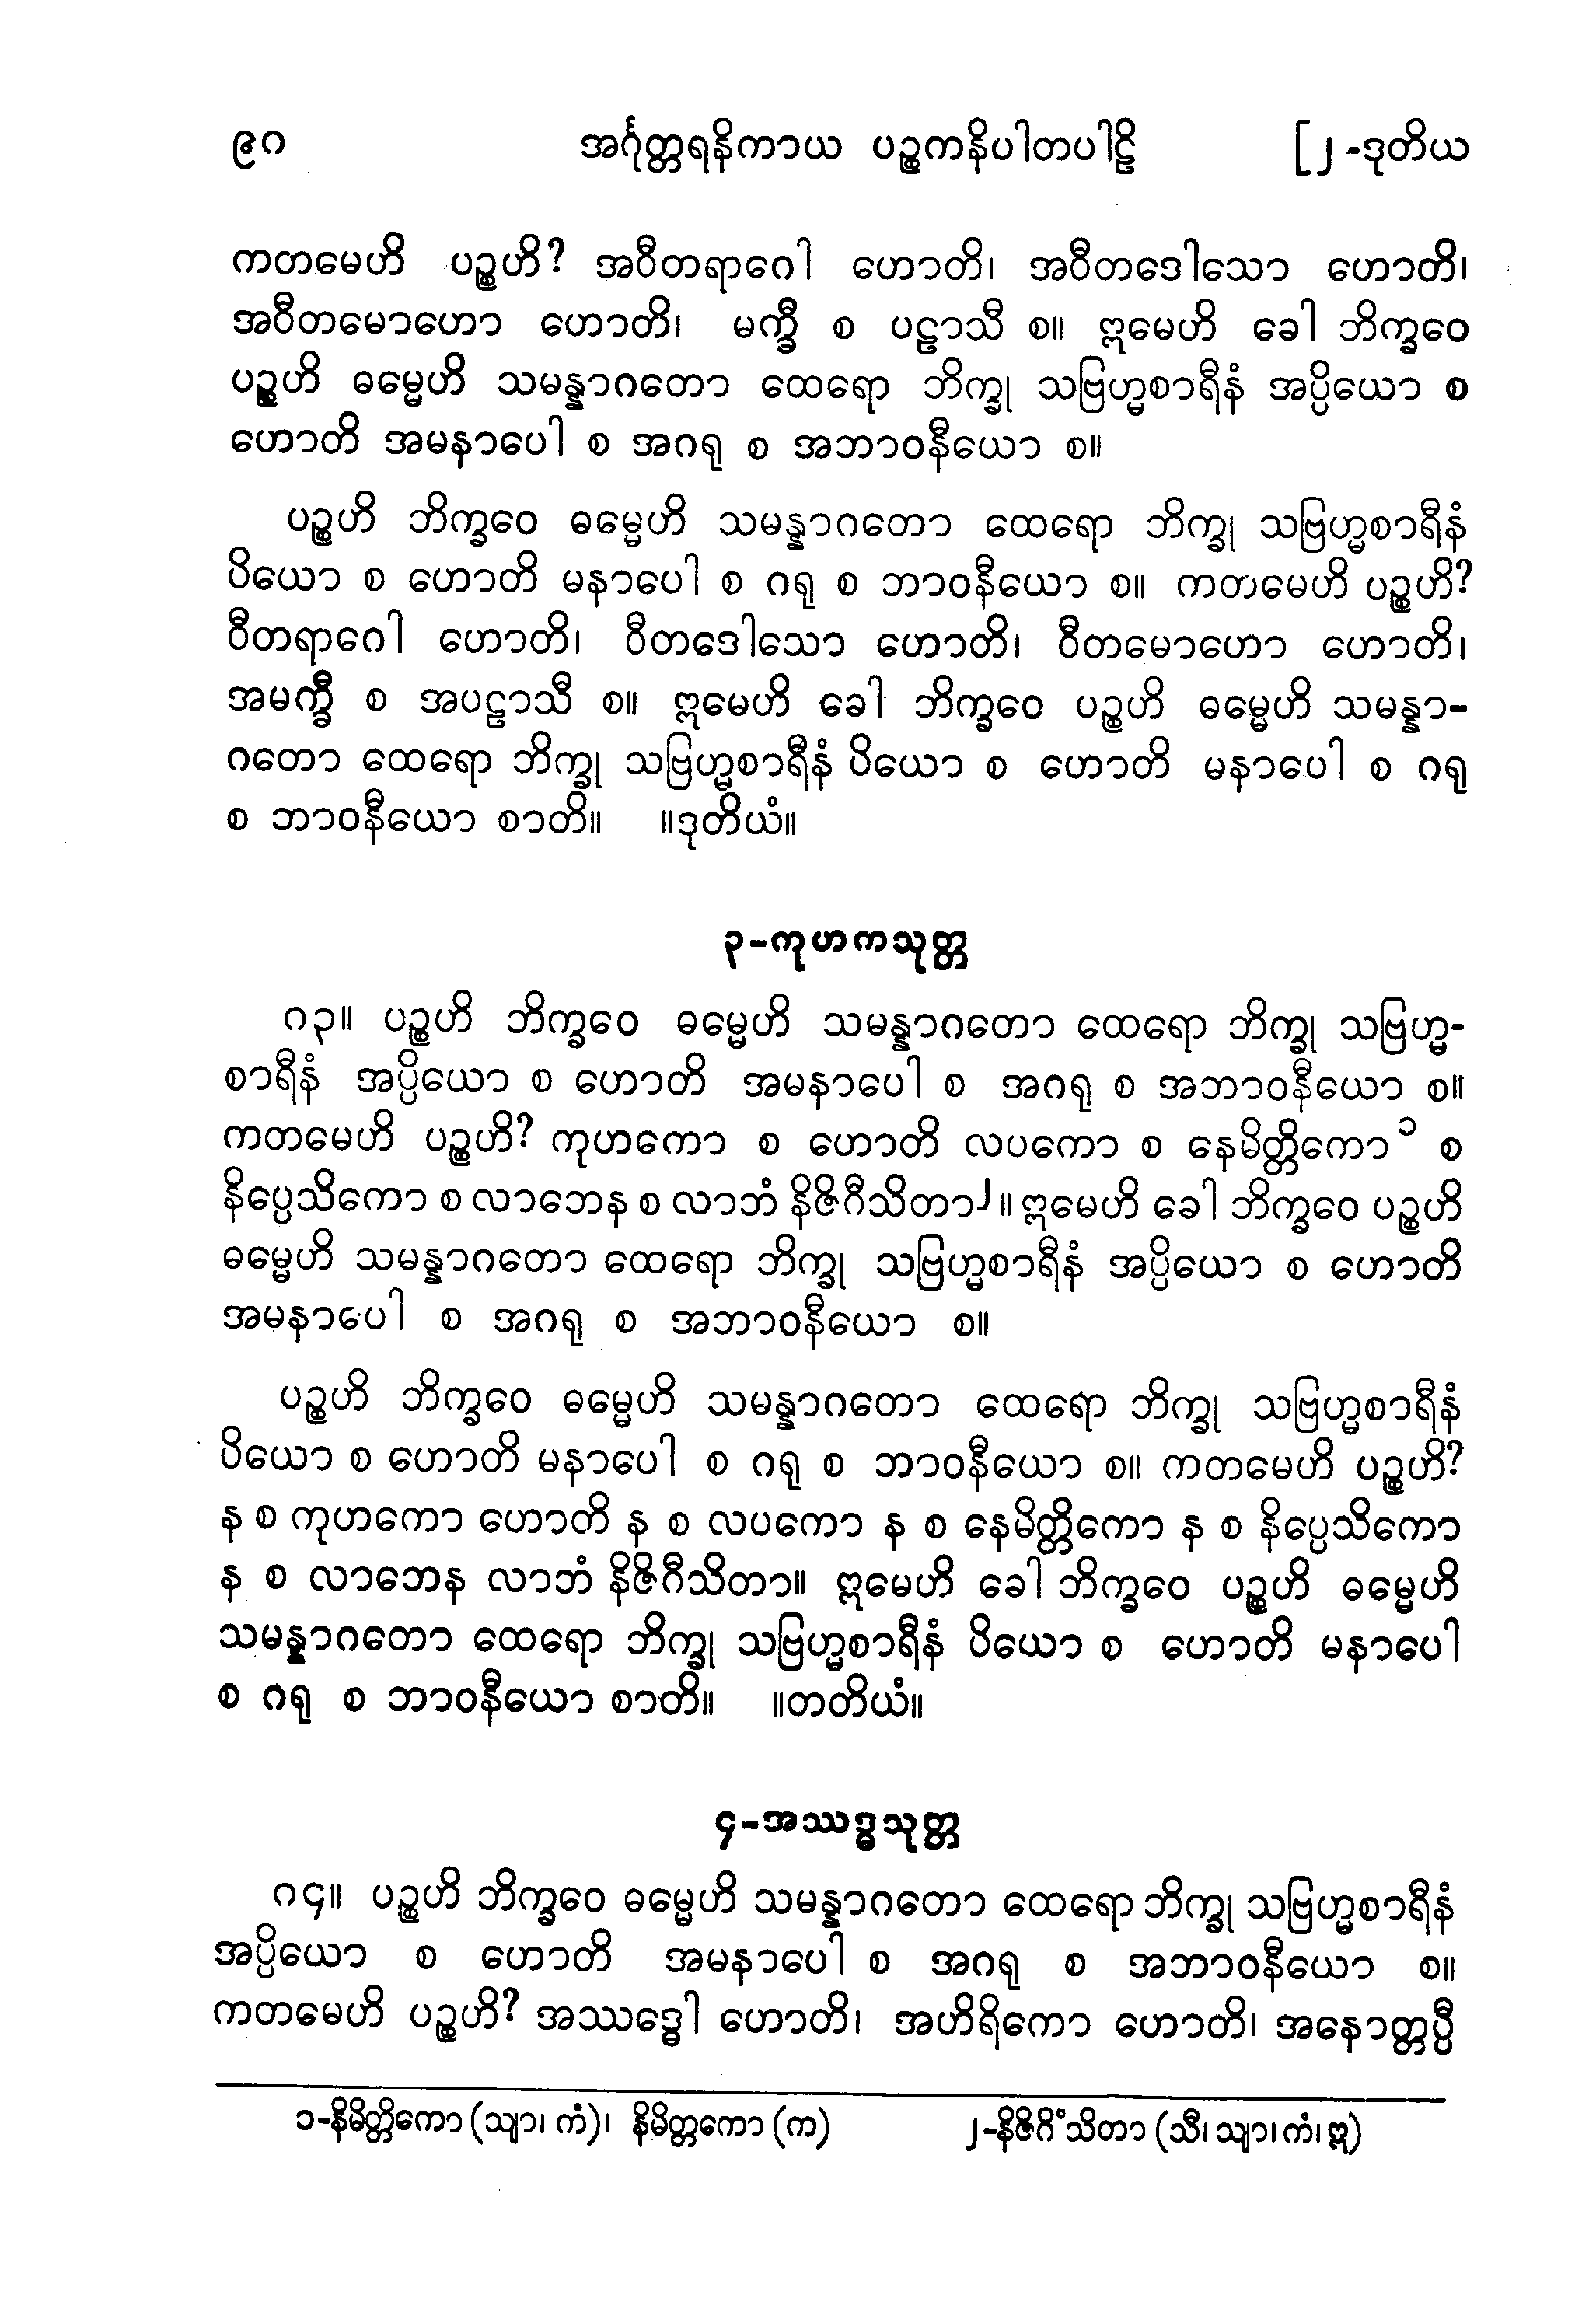 ၉ဂ အင်္ဂုတ္တရနိကာယ ပဉ္စကနိပါတပါဠိ [၂-ဒုတိယ
ကတမေဟိ ပဉ္စဟိ? အဝီတရာဂေါ ဟောတိ၊ အဝီတဒေါသော ဟောတိ၊
အဝီတမောဟော ဟောတိ၊ မက္ခီ စ ပဠာသီ စ။ ဣမေဟိ ခေါ ဘိက္ခဝေ
ပဉ္စဟိ ဓမ္မေဟိ သမန္နာဂတော ထေရော ဘိက္ခု သဗြဟ္မစာရီနံ အပ္ပိယော စ
ဟောတိ အမနာပေါ စ အဂရု စ အဘာဝနီယော စ။
ပဉ္စဟိ ဘိက္ခဝေ ဓမ္မေဟိ သမန္နာဂတော ထေရော ဘိက္ခု သဗြဟ္မစာရီနံ
ပိယော စ ဟောတိ မနာပေါ စ ဂရု စ ဘာဝနီယော စ။ ကတမေဟိ ပဉ္စဟိ?
ဝီတရာဂေါ ဟောတိ၊ ဝီတဒေါသော ဟောတိ၊ ဝီတမောဟော ဟောတိ၊
အမက္ခီ စ အပဠာသီ စ။ ဣမေဟိ ခေါ ဘိက္ခဝေ ပဉ္စဟိ ဓမ္မေဟိ သမန္နာ-
ဂတော ထေရော ဘိက္ခု သဗြဟ္မစာရီနံ ပိယော စ ဟောတိ မနာပေါ စ ဂရု
စ ဘာဝနီယော စာတိ။ ။ဒုတိယံ။
၃-ကုဟကသုတ္တ
ဂ၃။ ပဉ္စဟိ ဘိက္ခဝေ ဓမ္မေဟိ သမန္နာဂတော ထေရော ဘိက္ခု သဗြဟ္မ-
စာရီနံ အပ္ပိယော စ ဟောတိ အမနာပေါ စ အဂရု စ အဘာဝနီယော စ။
ကတမေဟိ ပဉ္စဟိ? ကုဟကော စ ဟောတိ လပကော စ နေမိတ္တိကော ၁ စ
နိပ္ပေသိကော စ လာဘေန စ လာဘံ နိဇိဂီသိတာ ၂။ ဣမေဟိ ခေါ ဘိက္ခဝေ ပဉ္စဟိ
ဓမ္မေဟိ သမန္နာဂတော ထေရော ဘိက္ခု သဗြဟ္မစာရီနံ အပ္ပိယော စ ဟောတိ
အမနာပေါ စ အဂရု စ အဘာဝနီယော စ။
ပဉ္စဟိ ဘိက္ခဝေ ဓမ္မေဟိ သမန္နာဂတော ထေရော ဘိက္ခု သဗြဟ္မစာရီနံ
ပိယော စ ဟောတိ မနာပေါ စ ဂရု စ ဘာဝနီယော စ။ ကတမေဟိ ပဉ္စဟိ?
န စ ကုဟကော ဟောတိ န စ လပကော န စ နေမိတ္တိကော န စ နိပ္ပေသိကော
န စ လာဘေန လာဘံ နိဇိဂီသိတာ။ ဣမေဟိ ခေါ ဘိက္ခဝေ ပဉ္စဟိ ဓမ္မေဟိ
သမန္နာဂတော ထေရော ဘိက္ခု သဗြဟ္မစာရီနံ ပိယော စ ဟောတိ မနာပေါ
စ ဂရု စ ဘာဝနီယော စာတိ။ ။တတိယံ။
၄-အဿဒ္ဓသုတ္တ
ဂ၄။ ပဉ္စဟိ ဘိက္ခဝေ ဓမ္မေဟိ သမန္နာဂတော ထေရော ဘိက္ခု သဗြဟ္မစာရီနံ
အပ္ပိယော စ ဟောတိ အမနာပေါ စ အဂရု စ အဘာဝနီယော စ။
ကတမေဟိ ပဉ္စဟိ? အဿဒ္ဓေါ ဟောတိ၊ အဟိရိကော ဟောတိ၊ အနောတ္တပ္ပီ
၁-နိမိတ္တိကော (သျာ၊ ကံ)၊ နိမိတ္တကော (က) ၂-နိဇိဂိံသိတာ (သီ၊ သျာ၊ ကံ၊ ဣ)